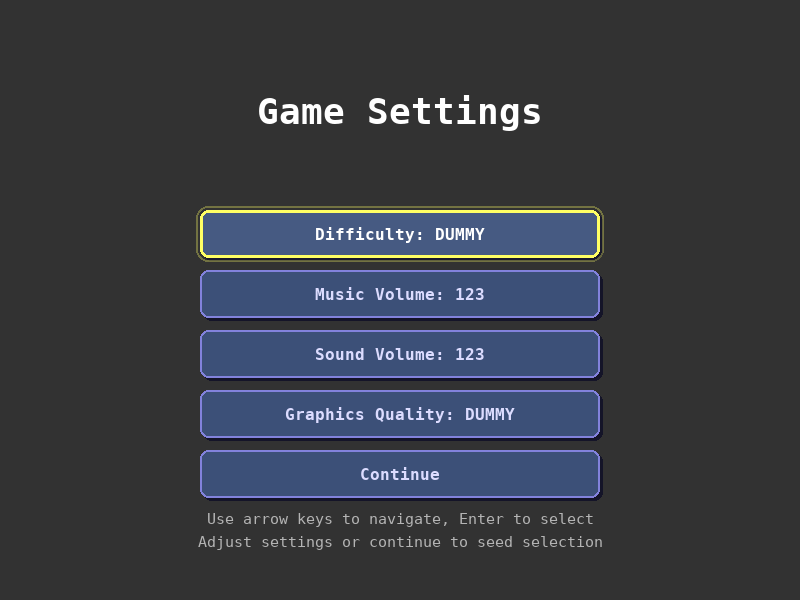 Game Settings
Difficulty: DUMMY
Music Volume: 123
Sound Volume: 123
Graphics Quality: DUMMY
Continue
Use arrow keys to navigate, Enter to select
Adjust settings or continue to seed selection